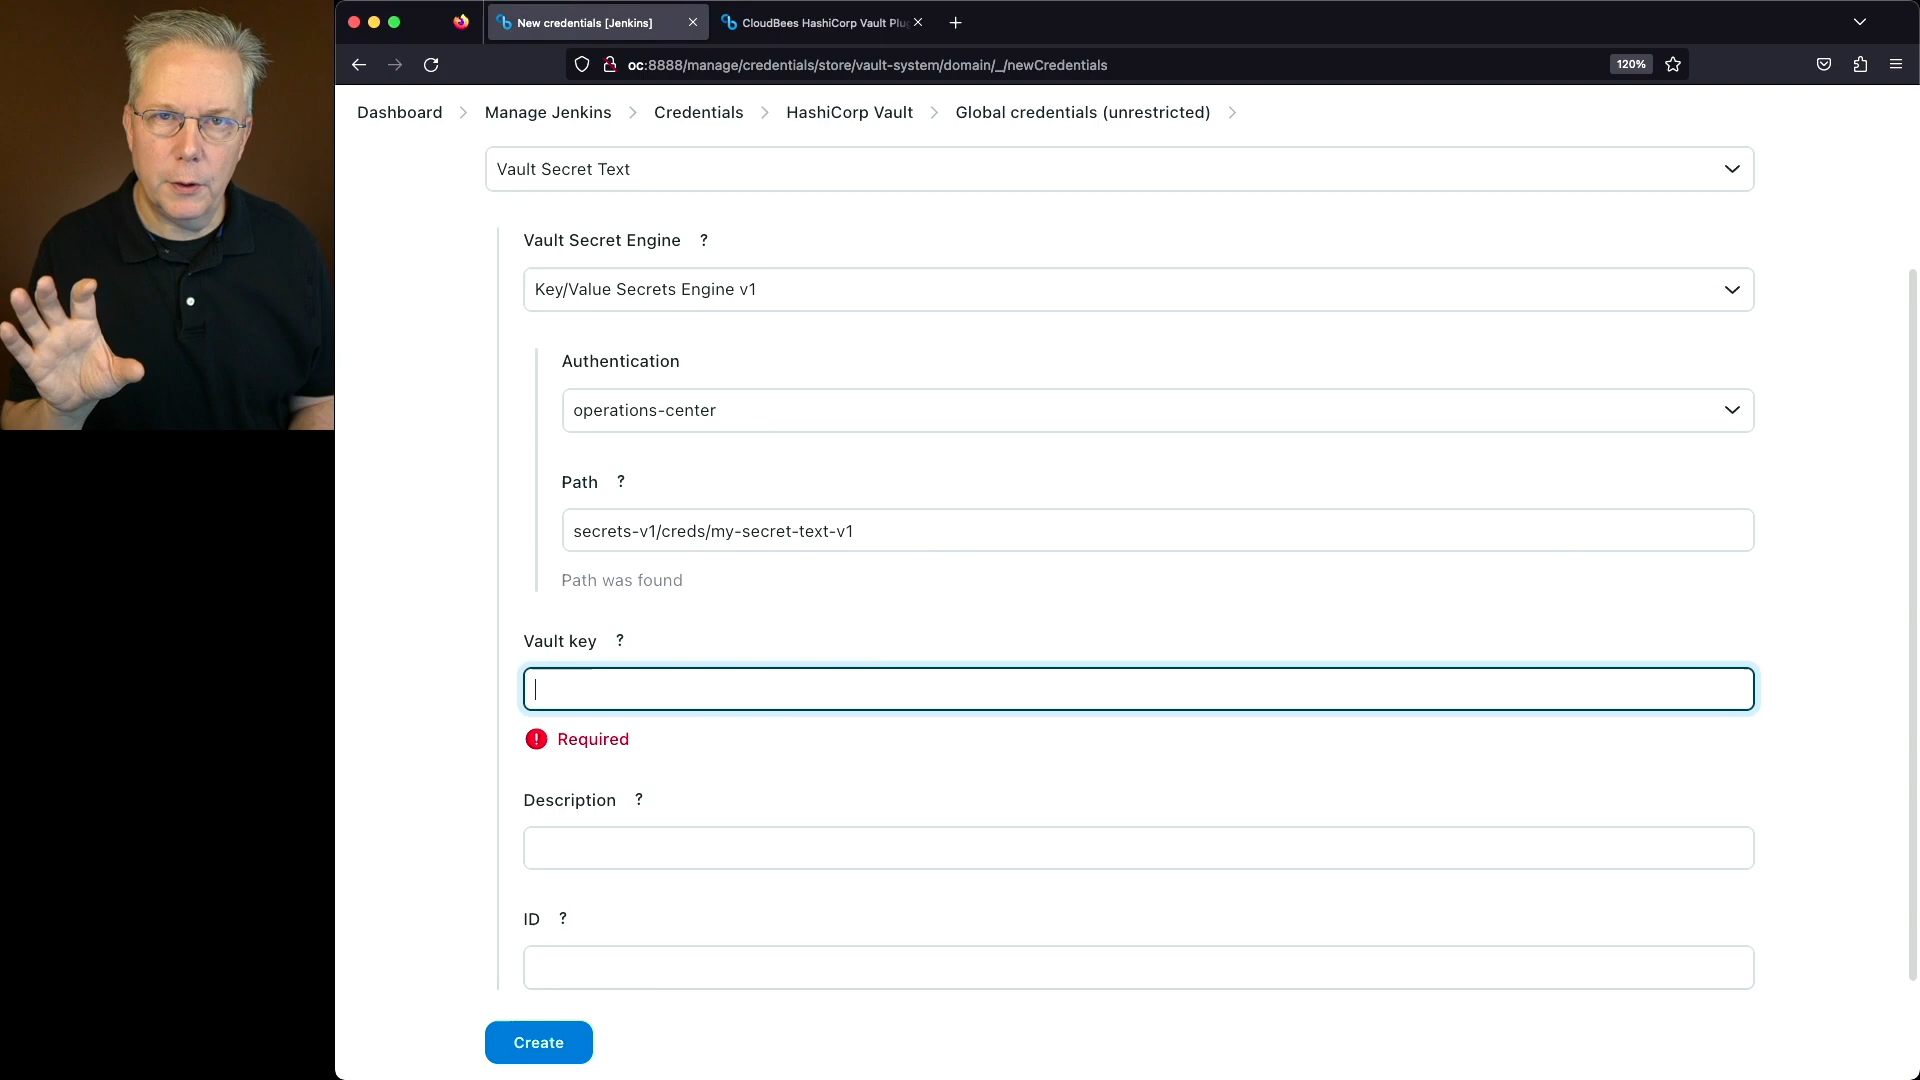 New credentials [Jenkins]
CloudBees HashiCorp Vault Plu
oc:8888/manage/credentials/store/vault-system/domain/_/newCredentials
120%
Dashboard > Manage Jenkins > Credentials > HashiCorp Vault > Global credentials (unrestricted) >
Vault Secret Text
Vault Secret Engine ?
Key/Value Secrets Engine v1
Authentication
operations-center
Path ?
secrets-v1/creds/my-secret-text-v1
Path was found
Vault key ?
Required
Description ?
ID ?
Create